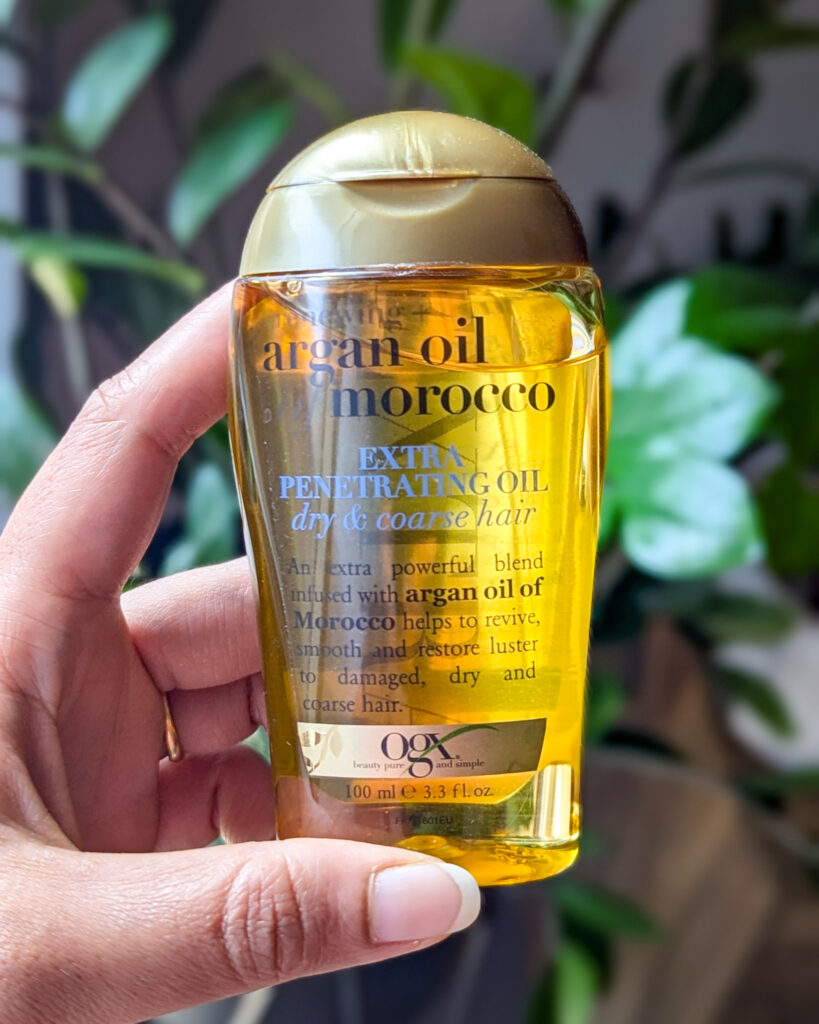 renewing +
argan oil
of morocco
EXTRA
PENETRATING OIL
dry & coarse hair
An extra powerful blend
infused with argan oil of
Morocco helps to revive,
smooth and restore luster
to damaged, dry and
coarse hair.
ogx®
beauty pure and simple
100 ml ℮ 3.3 fl. oz.